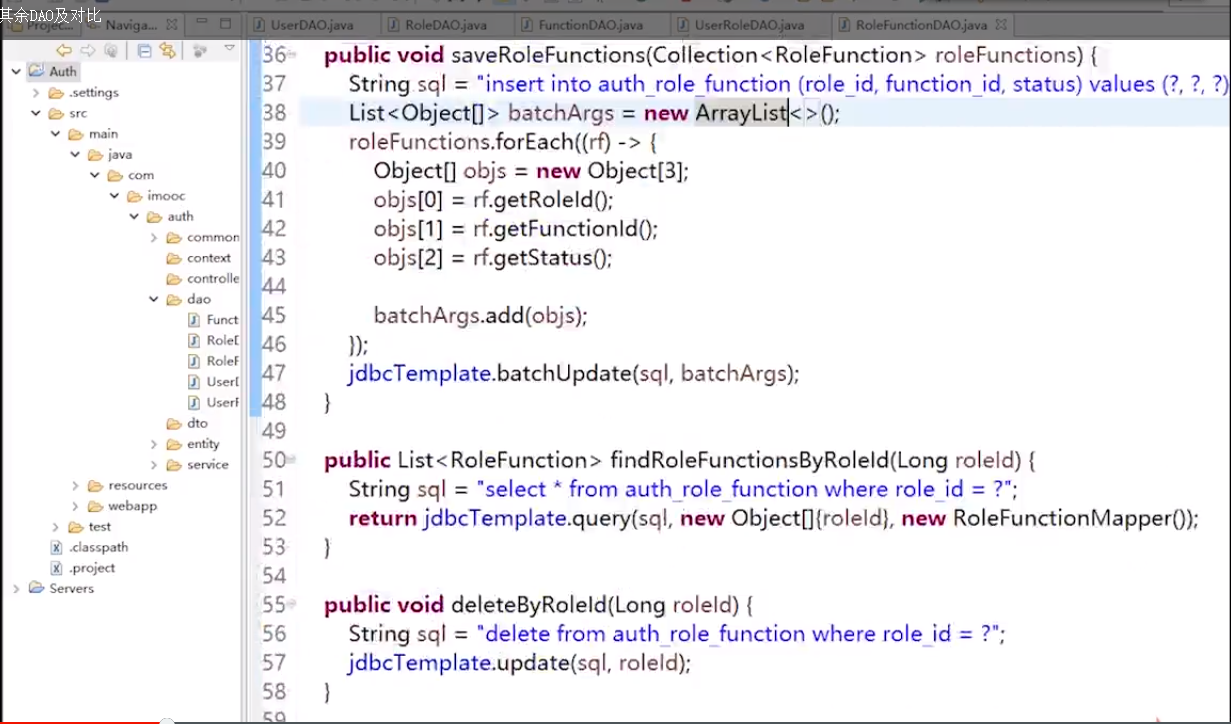 其余DAO及对比
Project...
Naviga...
UserDAO.java
RoleDAO.java
FunctionDAO.java
UserRoleDAO.java
RoleFunctionDAO.java
Auth
.settings
src
main
java
com
imooc
auth
common
context
controlle
dao
Funct
RoleD
RoleF
UserD
UserR
dto
entity
service
resources
webapp
test
.classpath
.project
Servers
36 public void saveRoleFunctions(Collection<RoleFunction> roleFunctions) {
37 String sql = "insert into auth_role_function (role_id, function_id, status) values (?, ?, ?)
38 List<Object[]> batchArgs = new ArrayList<>();
39 roleFunctions.forEach((rf) -> {
40 Object[] objs = new Object[3];
41 objs[0] = rf.getRoleId();
42 objs[1] = rf.getFunctionId();
43 objs[2] = rf.getStatus();
44
45 batchArgs.add(objs);
46 });
47 jdbcTemplate.batchUpdate(sql, batchArgs);
48 }
49
50 public List<RoleFunction> findRoleFunctionsByRoleId(Long roleId) {
51 String sql = "select * from auth_role_function where role_id = ?";
52 return jdbcTemplate.query(sql, new Object[]{roleId}, new RoleFunctionMapper());
53 }
54
55 public void deleteByRoleId(Long roleId) {
56 String sql = "delete from auth_role_function where role_id = ?";
57 jdbcTemplate.update(sql, roleId);
58 }
59